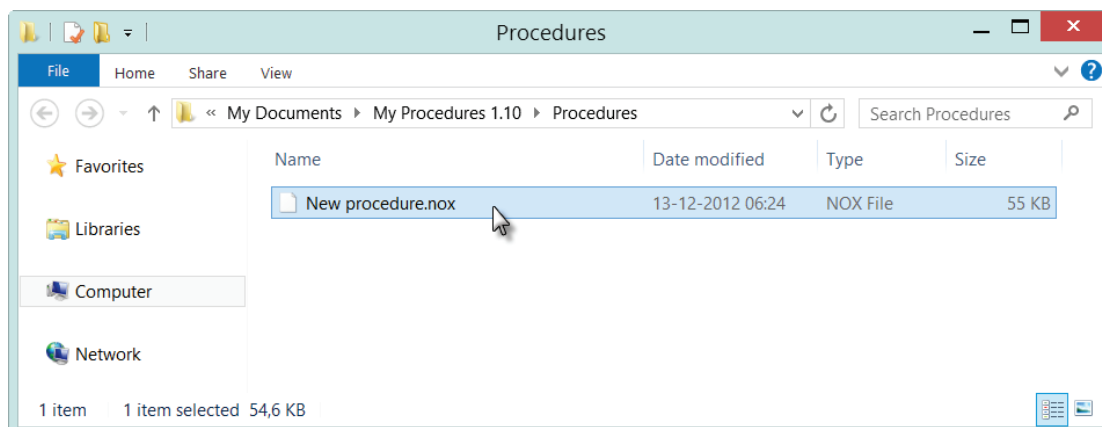 Procedures
File Home Share View
« My Documents My Procedures 1.10 Procedures Search Procedures
Favorites
Libraries
Computer
Network
Name Date modified Type Size
New procedure.nox 13-12-2012 06:24 NOX File 55 KB
1 item 1 item selected 54,6 KB